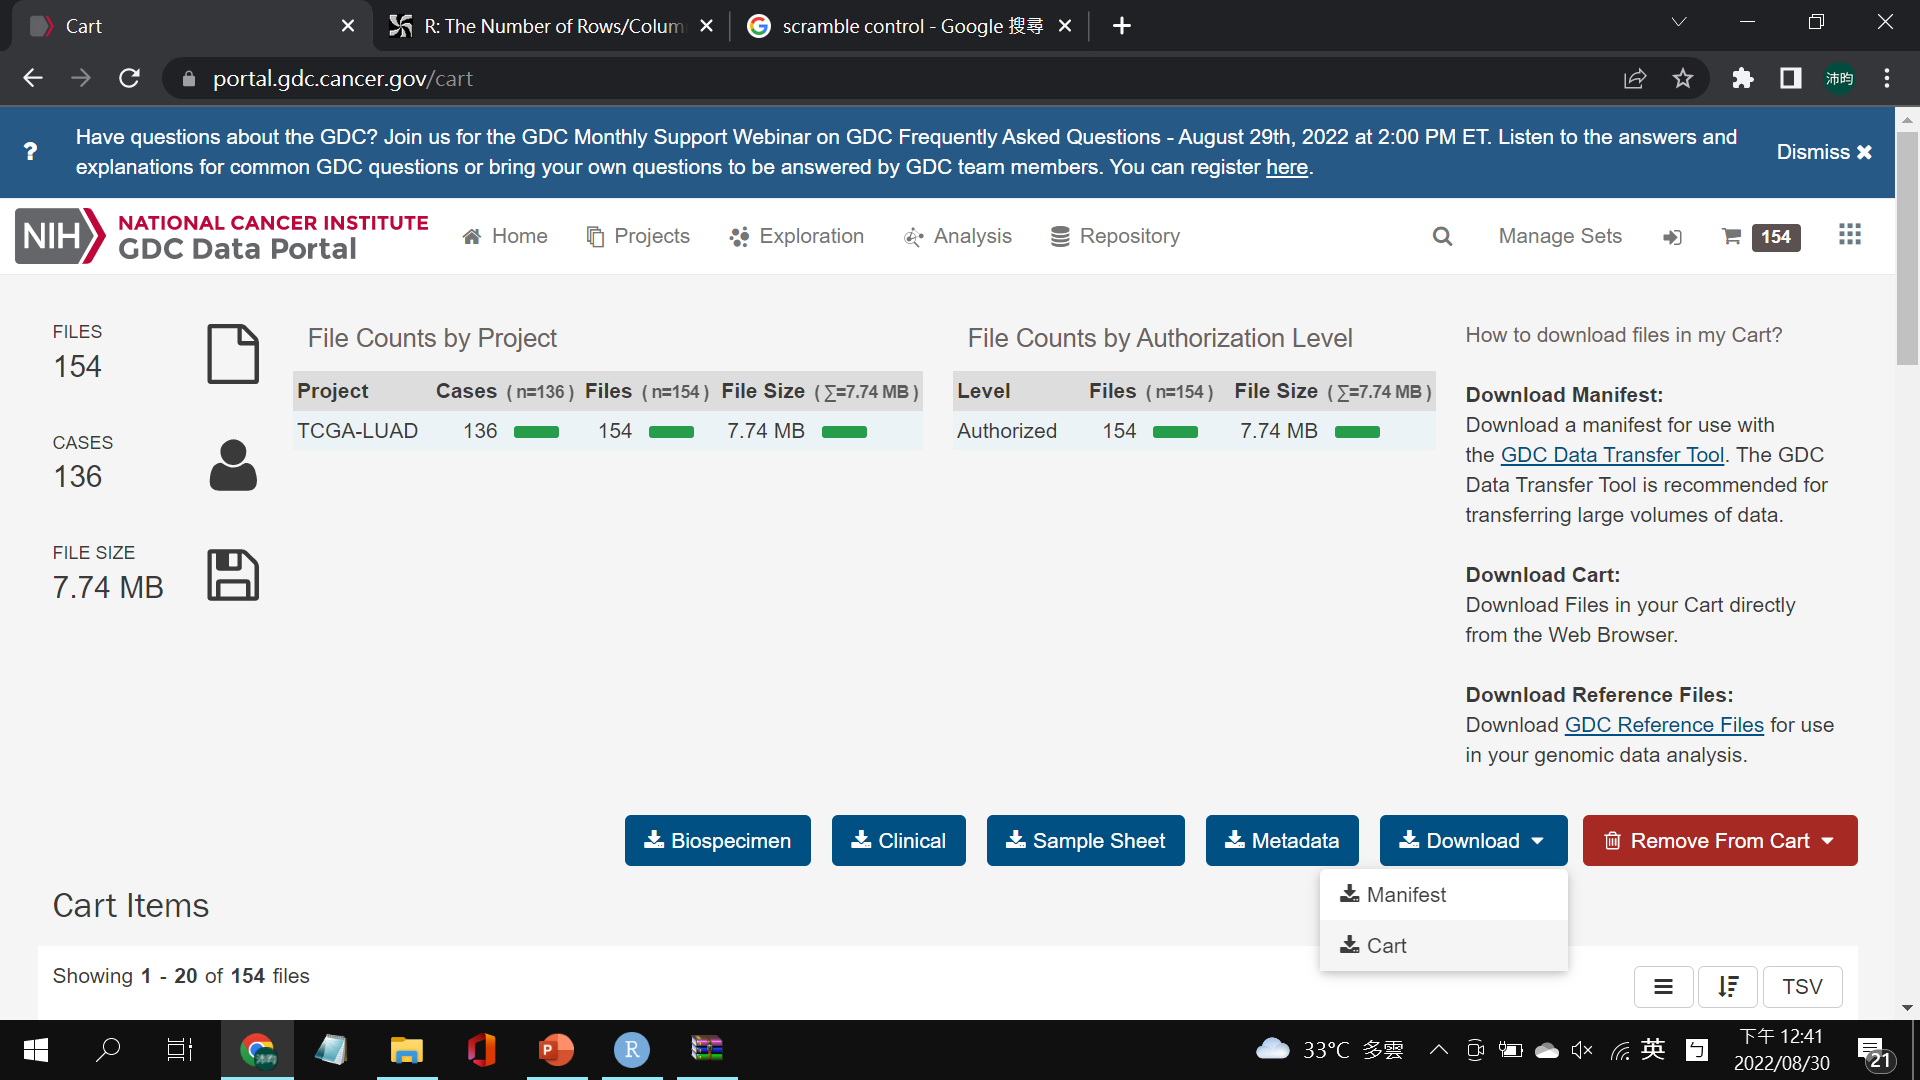 Cart
R: The Number of Rows/Colum
scramble control - Google 搜尋
portal.gdc.cancer.gov/cart
沛昀
? Have questions about the GDC? Join us for the GDC Monthly Support Webinar on GDC Frequently Asked Questions - August 29th, 2022 at 2:00 PM ET. Listen to the answers and
explanations for common GDC questions or bring your own questions to be answered by GDC team members. You can register here.
Dismiss
NIH NATIONAL CANCER INSTITUTE
GDC Data Portal
Home Projects Exploration Analysis Repository Manage Sets 154
FILES
154
CASES
136
FILE SIZE
7.74 MB
File Counts by Project
Project Cases ( n=136 ) Files ( n=154 ) File Size ( ∑=7.74 MB )
TCGA-LUAD 136 154 7.74 MB
File Counts by Authorization Level
Level Files ( n=154 ) File Size ( ∑=7.74 MB )
Authorized 154 7.74 MB
How to download files in my Cart?
Download Manifest:
Download a manifest for use with
the GDC Data Transfer Tool. The GDC
Data Transfer Tool is recommended for
transferring large volumes of data.
Download Cart:
Download Files in your Cart directly
from the Web Browser.
Download Reference Files:
Download GDC Reference Files for use
in your genomic data analysis.
Biospecimen Clinical Sample Sheet Metadata Download Remove From Cart
Manifest
Cart
Cart Items
Showing 1 - 20 of 154 files
TSV
P R 33°C 多雲 英 ㄅ
下午 12:41
2022/08/30
21